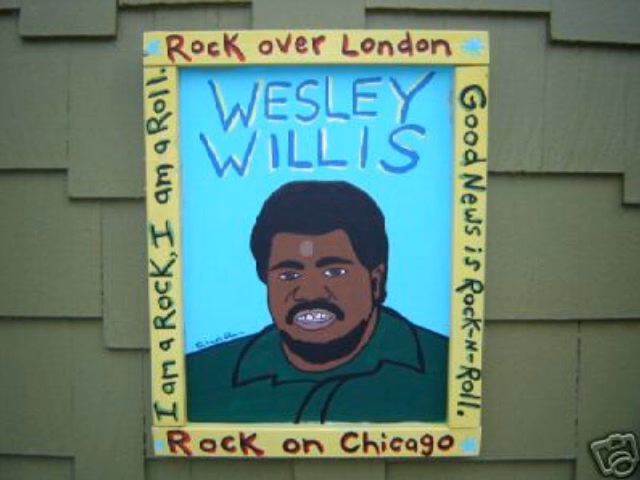 Rock over London
I am a Rock, I am a Roll.
WESLEY
WILLIS
Good News is Rock-N-Roll.
Rock on Chicago